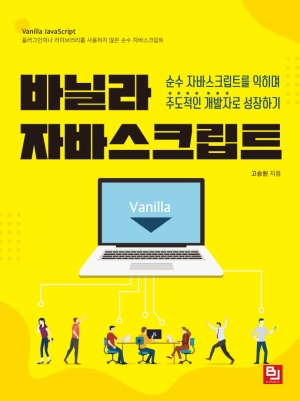 Vanilla JavaScript
플러그인이나 라이브러리를 사용하지 않은 순수 자바스크립트
바닐라
순수 자바스크립트를 익히며
주도적인 개발자로 성장하기
자바스크립트
고승원 지음
Vanilla
BJ